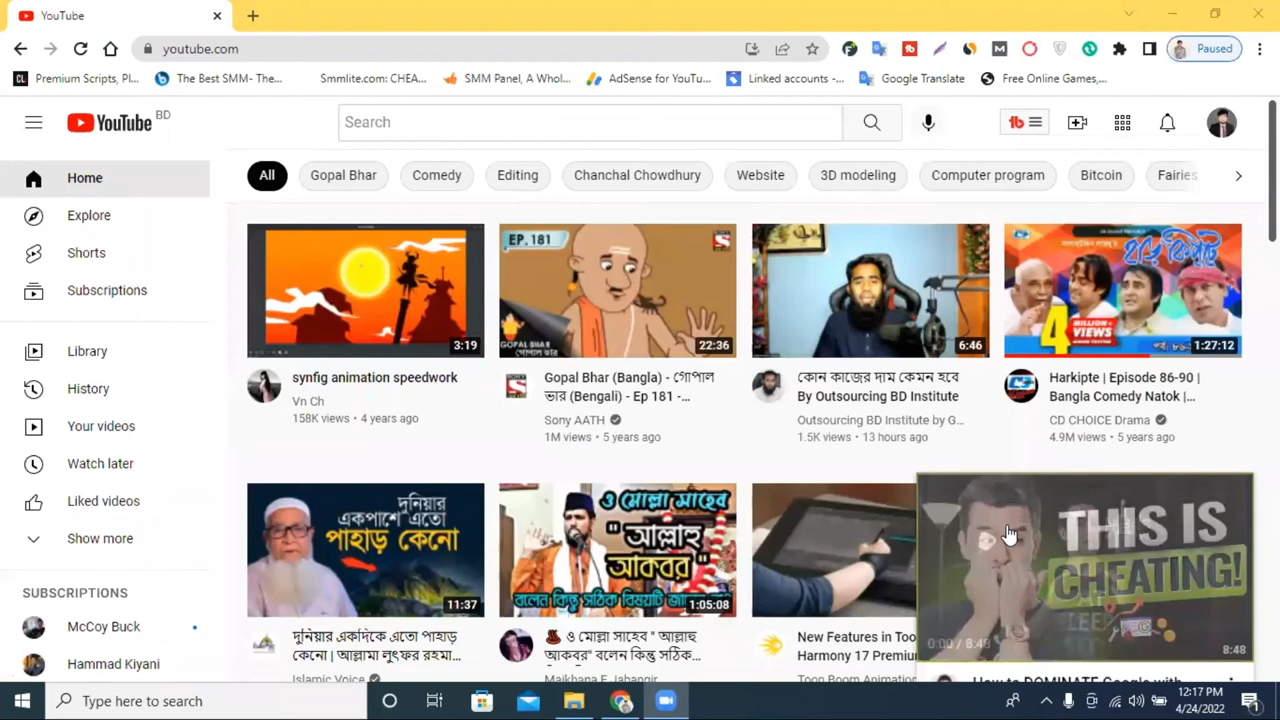 YouTube
youtube.com
Paused
Premium Scripts, Pl...
The Best SMM- The...
Smmlite.com: CHEA...
SMM Panel, A Whol...
AdSense for YouTu...
Linked accounts -...
Google Translate
Free Online Games,...
YouTube BD
Search
Home
Explore
Shorts
Subscriptions
Library
History
Your videos
Watch later
Liked videos
Show more
SUBSCRIPTIONS
McCoy Buck
Hammad Kiyani
All
Gopal Bhar
Comedy
Editing
Chanchal Chowdhury
Website
3D modeling
Computer program
Bitcoin
Fairies
3:19
synfig animation speedwork
Vn Ch
158K views • 4 years ago
EP. 181
GOPAL BHAR
গোপাল ভার
22:36
Gopal Bhar (Bangla) - গোপাল
ভার (Bengali) - Ep 181 -...
Sony AATH
1M views • 5 years ago
6:46
কোন কাজের দাম কেমন হবে
By Outsourcing BD Institute
Outsourcing BD Institute by G...
1.5K views • 13 hours ago
4 MILLION+
VIEWS
1:27:12
Harkipte | Episode 86-90 |
Bangla Comedy Natok |...
CD CHOICE Drama
4.9M views • 5 years ago
দুনিয়ার
একপাশে এতো
পাহাড় কেনো
11:37
দুনিয়ার একদিকে এতো পাহাড়
কেনো | আল্লামা লুৎফর রহমা...
Islamic Voice
ও মোল্লা সাহেব
" আল্লাহু
আকবর "
1:05:08
ও মোল্লা সাহেব " আল্লাহু
আকবর" বলেন কিন্তু সঠিক...
Maikhana E Jahangir
New Features in Too
Harmony 17 Premiu
Toon Boom Animatio
THIS IS
CHEATING!
0:00 / 8:48
8:48
How to DOMINATE Google with
Type here to search
12:17 PM
4/24/2022
1